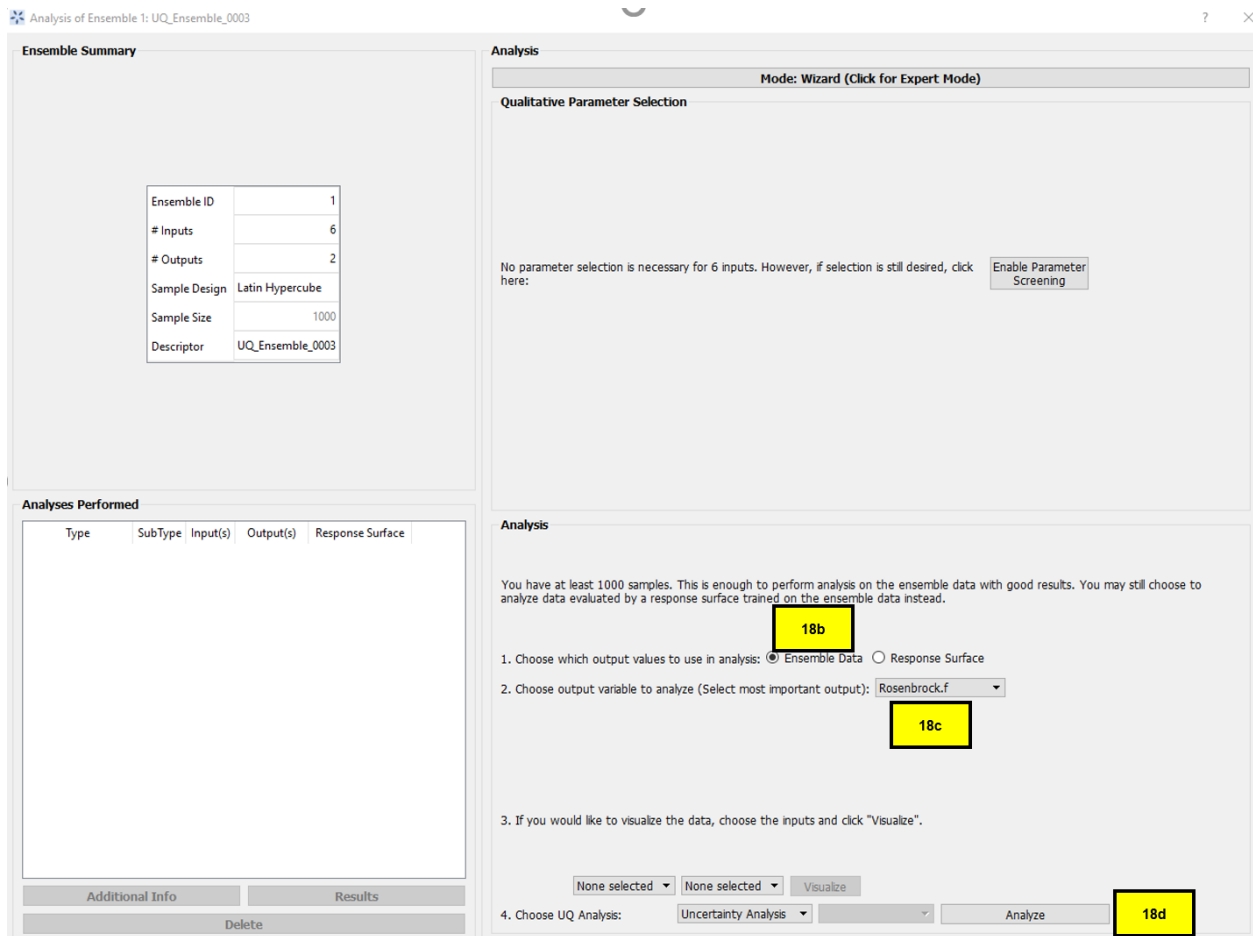 Analysis of Ensemble 1: UQ_Ensemble_0003
?
Ensemble Summary
Ensemble ID 1
# Inputs 6
# Outputs 2
Sample Design Latin Hypercube
Sample Size 1000
Descriptor UQ_Ensemble_0003
Analyses Performed
Type SubType Input(s) Output(s) Response Surface
Additional Info Results
Delete
Analysis
Mode: Wizard (Click for Expert Mode)
Qualitative Parameter Selection
No parameter selection is necessary for 6 inputs. However, if selection is still desired, click
here:
Enable Parameter
Screening
Analysis
You have at least 1000 samples. This is enough to perform analysis on the ensemble data with good results. You may still choose to
analyze data evaluated by a response surface trained on the ensemble data instead.
18b
1. Choose which output values to use in analysis: Ensemble Data Response Surface
2. Choose output variable to analyze (Select most important output): Rosenbrock.f
18c
3. If you would like to visualize the data, choose the inputs and click "Visualize".
None selected None selected Visualize
4. Choose UQ Analysis: Uncertainty Analysis Analyze 18d